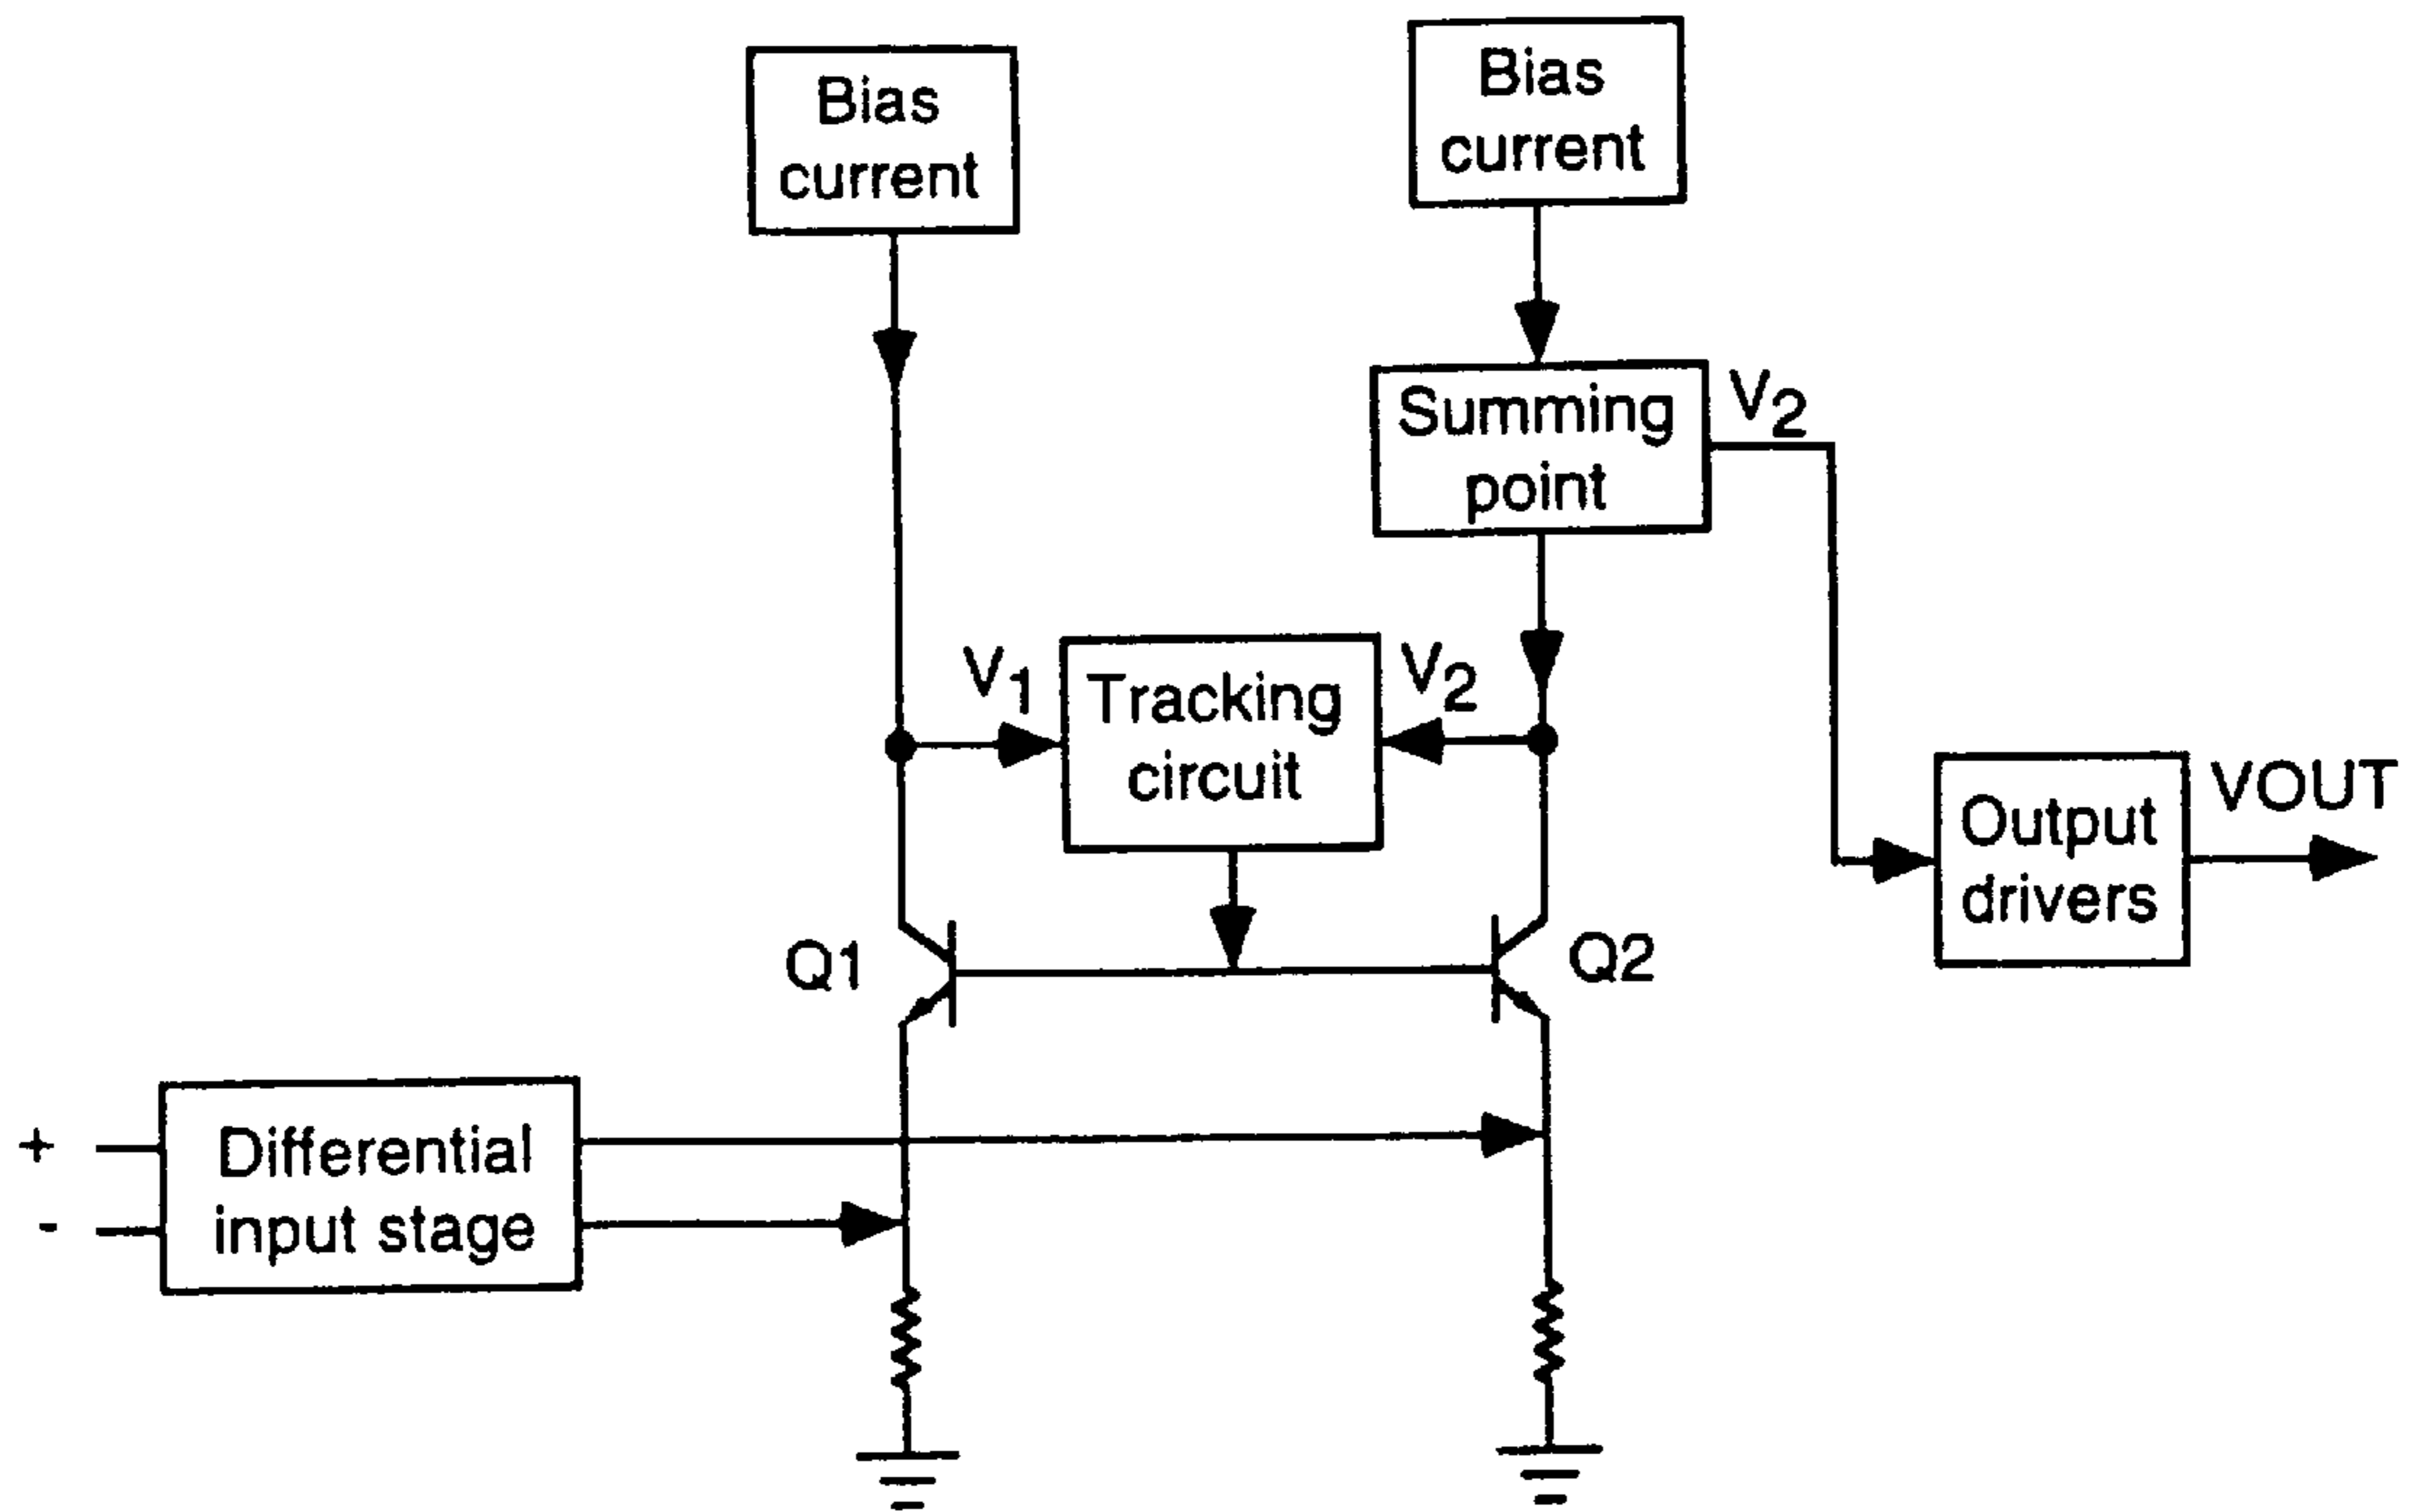 Bias
current
Bias
current
Summing
point
V2
V1
Tracking
circuit
V2
Output
drivers
VOUT
Q1
Q2
+
-
Differential
input stage